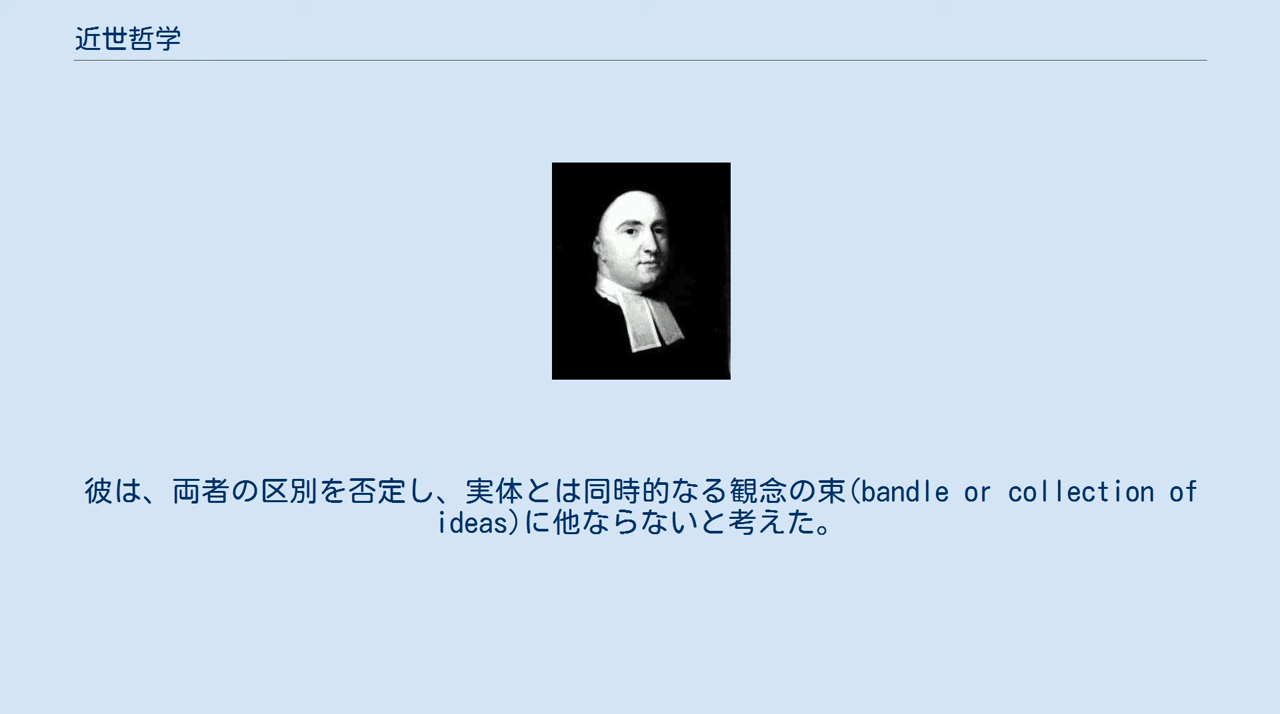 近世哲学
彼は、両者の区別を否定し、実体とは同時的なる観念の束(bandle or collection of
ideas)に他ならないと考えた。